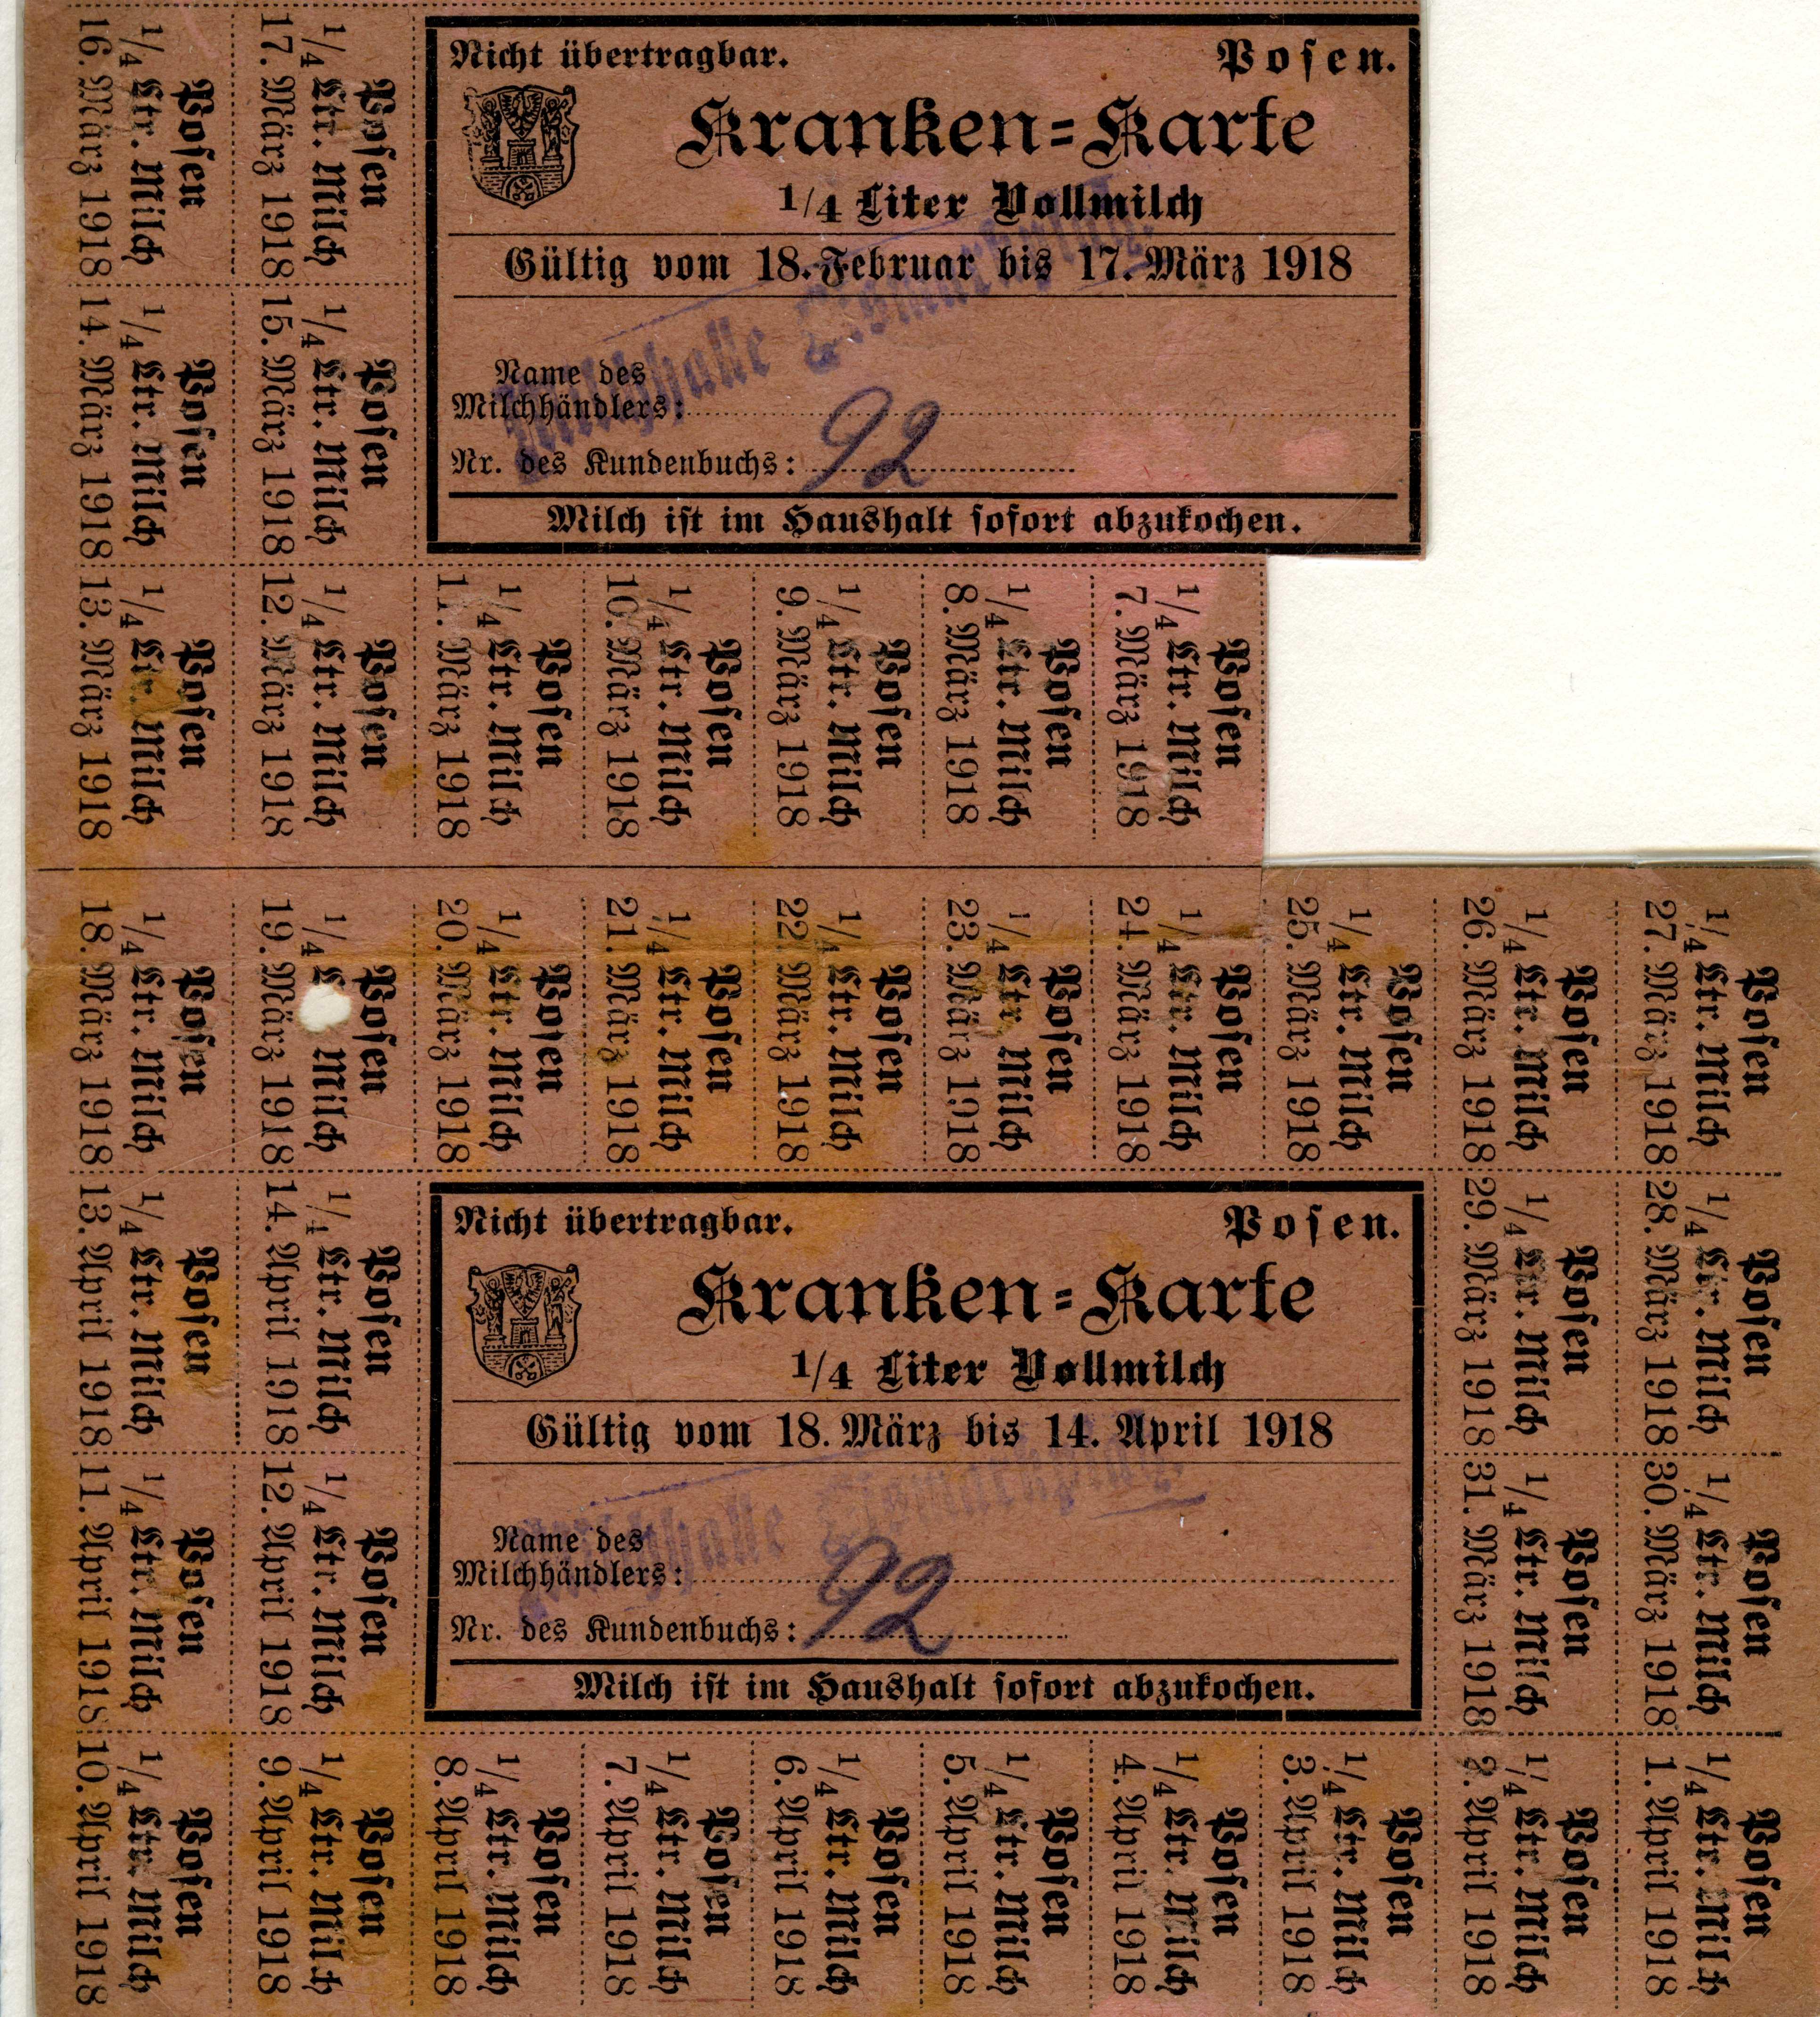 Posen
1/4 Ltr. Milch
16. März 1918
Posen
1/4 Ltr. Milch
17. März 1918
Posen
1/4 Ltr. Milch
14. März 1918
Posen
1/4 Ltr. Milch
15. März 1918
Nicht übertragbar. Posen.
Kranken-Karte
1/4 Liter Vollmilch
Gültig vom 18. Februar bis 17. März 1918
Milchhalle Bismarckplatz.
Name des
Milchhändlers:
Nr. des Kundenbuchs: 92
Milch ist im Haushalt sofort abzukochen.
Posen
1/4 Ltr. Milch
13. März 1918
Posen
1/4 Ltr. Milch
12. März 1918
Posen
1/4 Ltr. Milch
11. März 1918
Posen
1/4 Ltr. Milch
10. März 1918
Posen
1/4 Ltr. Milch
9. März 1918
Posen
1/4 Ltr. Milch
8. März 1918
Posen
1/4 Ltr. Milch
7. März 1918
Posen
1/4 Ltr. Milch
18. März 1918
Posen
1/4 Milch
19. März 1918
Posen
1/4 Ltr. Milch
20. März 1918
Posen
1/4 Ltr. Milch
21. März 1918
Posen
1/4 Ltr. Milch
22. März 1918
Posen
1/4 Ltr. Milch
23. März 1918
Posen
1/4 Ltr. Milch
24. März 1918
Posen
1/4 Ltr. Milch
25. März 1918
Posen
1/4 Ltr. Milch
26. März 1918
Posen
1/4 Ltr. Milch
27. März 1918
Posen
1/4 Ltr. Milch
13. April 1918
Posen
1/4 Ltr. Milch
14. April 1918
Posen
1/4 Ltr. Milch
11. April 1918
Posen
1/4 Ltr. Milch
12. April 1918
Nicht übertragbar. Posen.
Kranken-Karte
1/4 Liter Vollmilch
Gültig vom 18. März bis 14. April 1918
Milchhalle Bismarckplatz.
Name des
Milchhändlers:
Nr. des Kundenbuchs: 92
Milch ist im Haushalt sofort abzukochen.
Posen
1/4 Ltr. Milch
29. März 1918
Posen
1/4 Ltr. Milch
28. März 1918
Posen
1/4 Ltr. Milch
31. März 1918
Posen
1/4 Ltr. Milch
30. März 1918
Posen
1/4 Ltr. Milch
10. April 1918
Posen
1/4 Ltr. Milch
9. April 1918
Posen
1/4 Ltr. Milch
8. April 1918
Posen
1/4 Ltr. Milch
7. April 1918
Posen
1/4 Ltr. Milch
6. April 1918
Posen
1/4 Ltr. Milch
5. April 1918
Posen
1/4 Ltr. Milch
4. April 1918
Posen
1/4 Ltr. Milch
3. April 1918
Posen
1/4 Ltr. Milch
2. April 1918
Posen
1/4 Ltr. Milch
1. April 1918